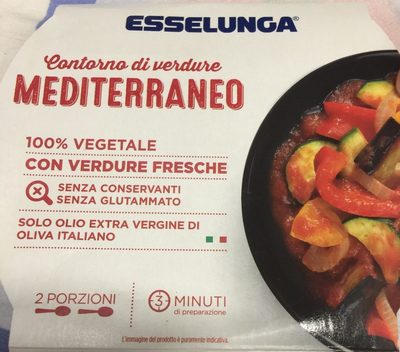 ESSELUNGA®
Contorno di verdure
MEDITERRANEO
100% VEGETALE
CON VERDURE FRESCHE
SENZA CONSERVANTI
SENZA GLUTAMMATO
SOLO OLIO EXTRA VERGINE DI
OLIVA ITALIANO
2 PORZIONI
3 MINUTI
di preparazione
L'immagine del prodotto è puramente indicativa.